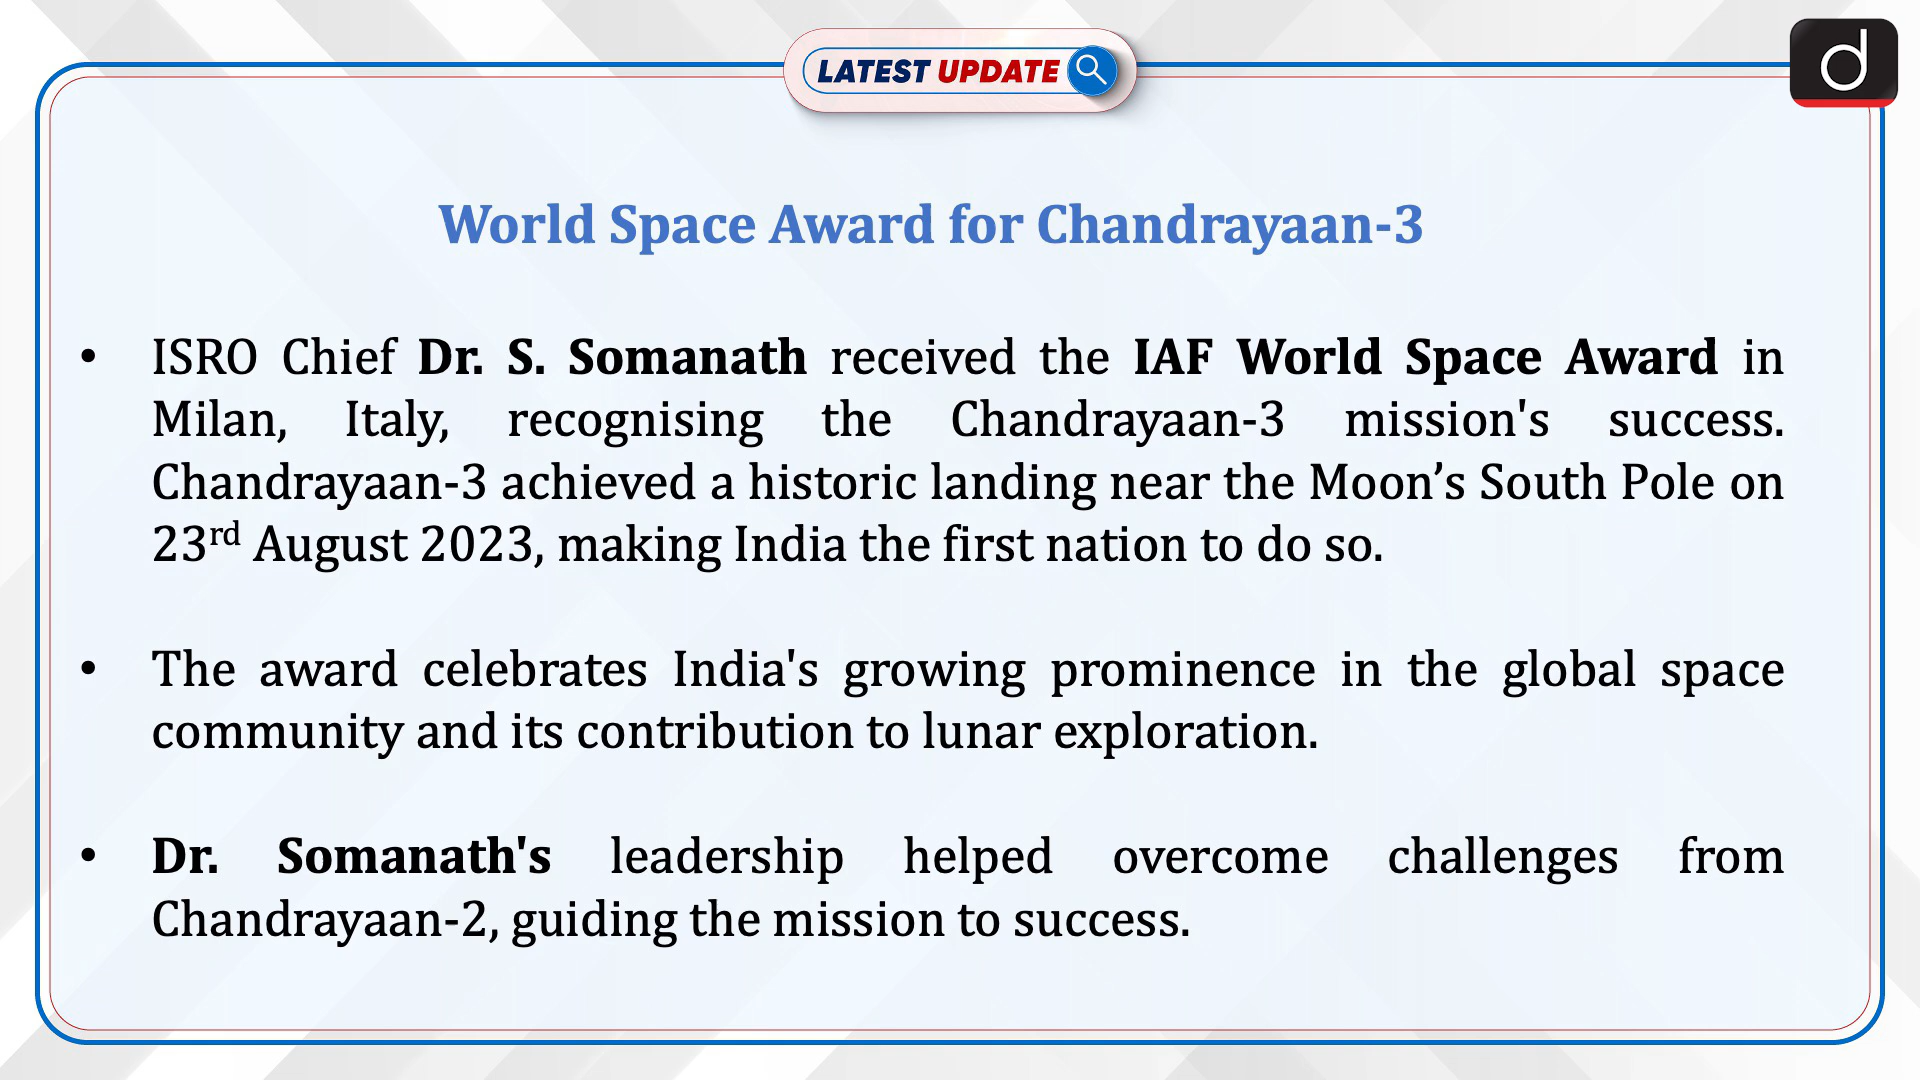 LATEST UPDATE
d
World Space Award for Chandrayaan-3
• ISRO Chief Dr. S. Somanath received the IAF World Space Award in
Milan, Italy, recognising the Chandrayaan-3 mission's success.
Chandrayaan-3 achieved a historic landing near the Moon’s South Pole on
23rd August 2023, making India the first nation to do so.
• The award celebrates India's growing prominence in the global space
community and its contribution to lunar exploration.
• Dr. Somanath's leadership helped overcome challenges from
Chandrayaan-2, guiding the mission to success.